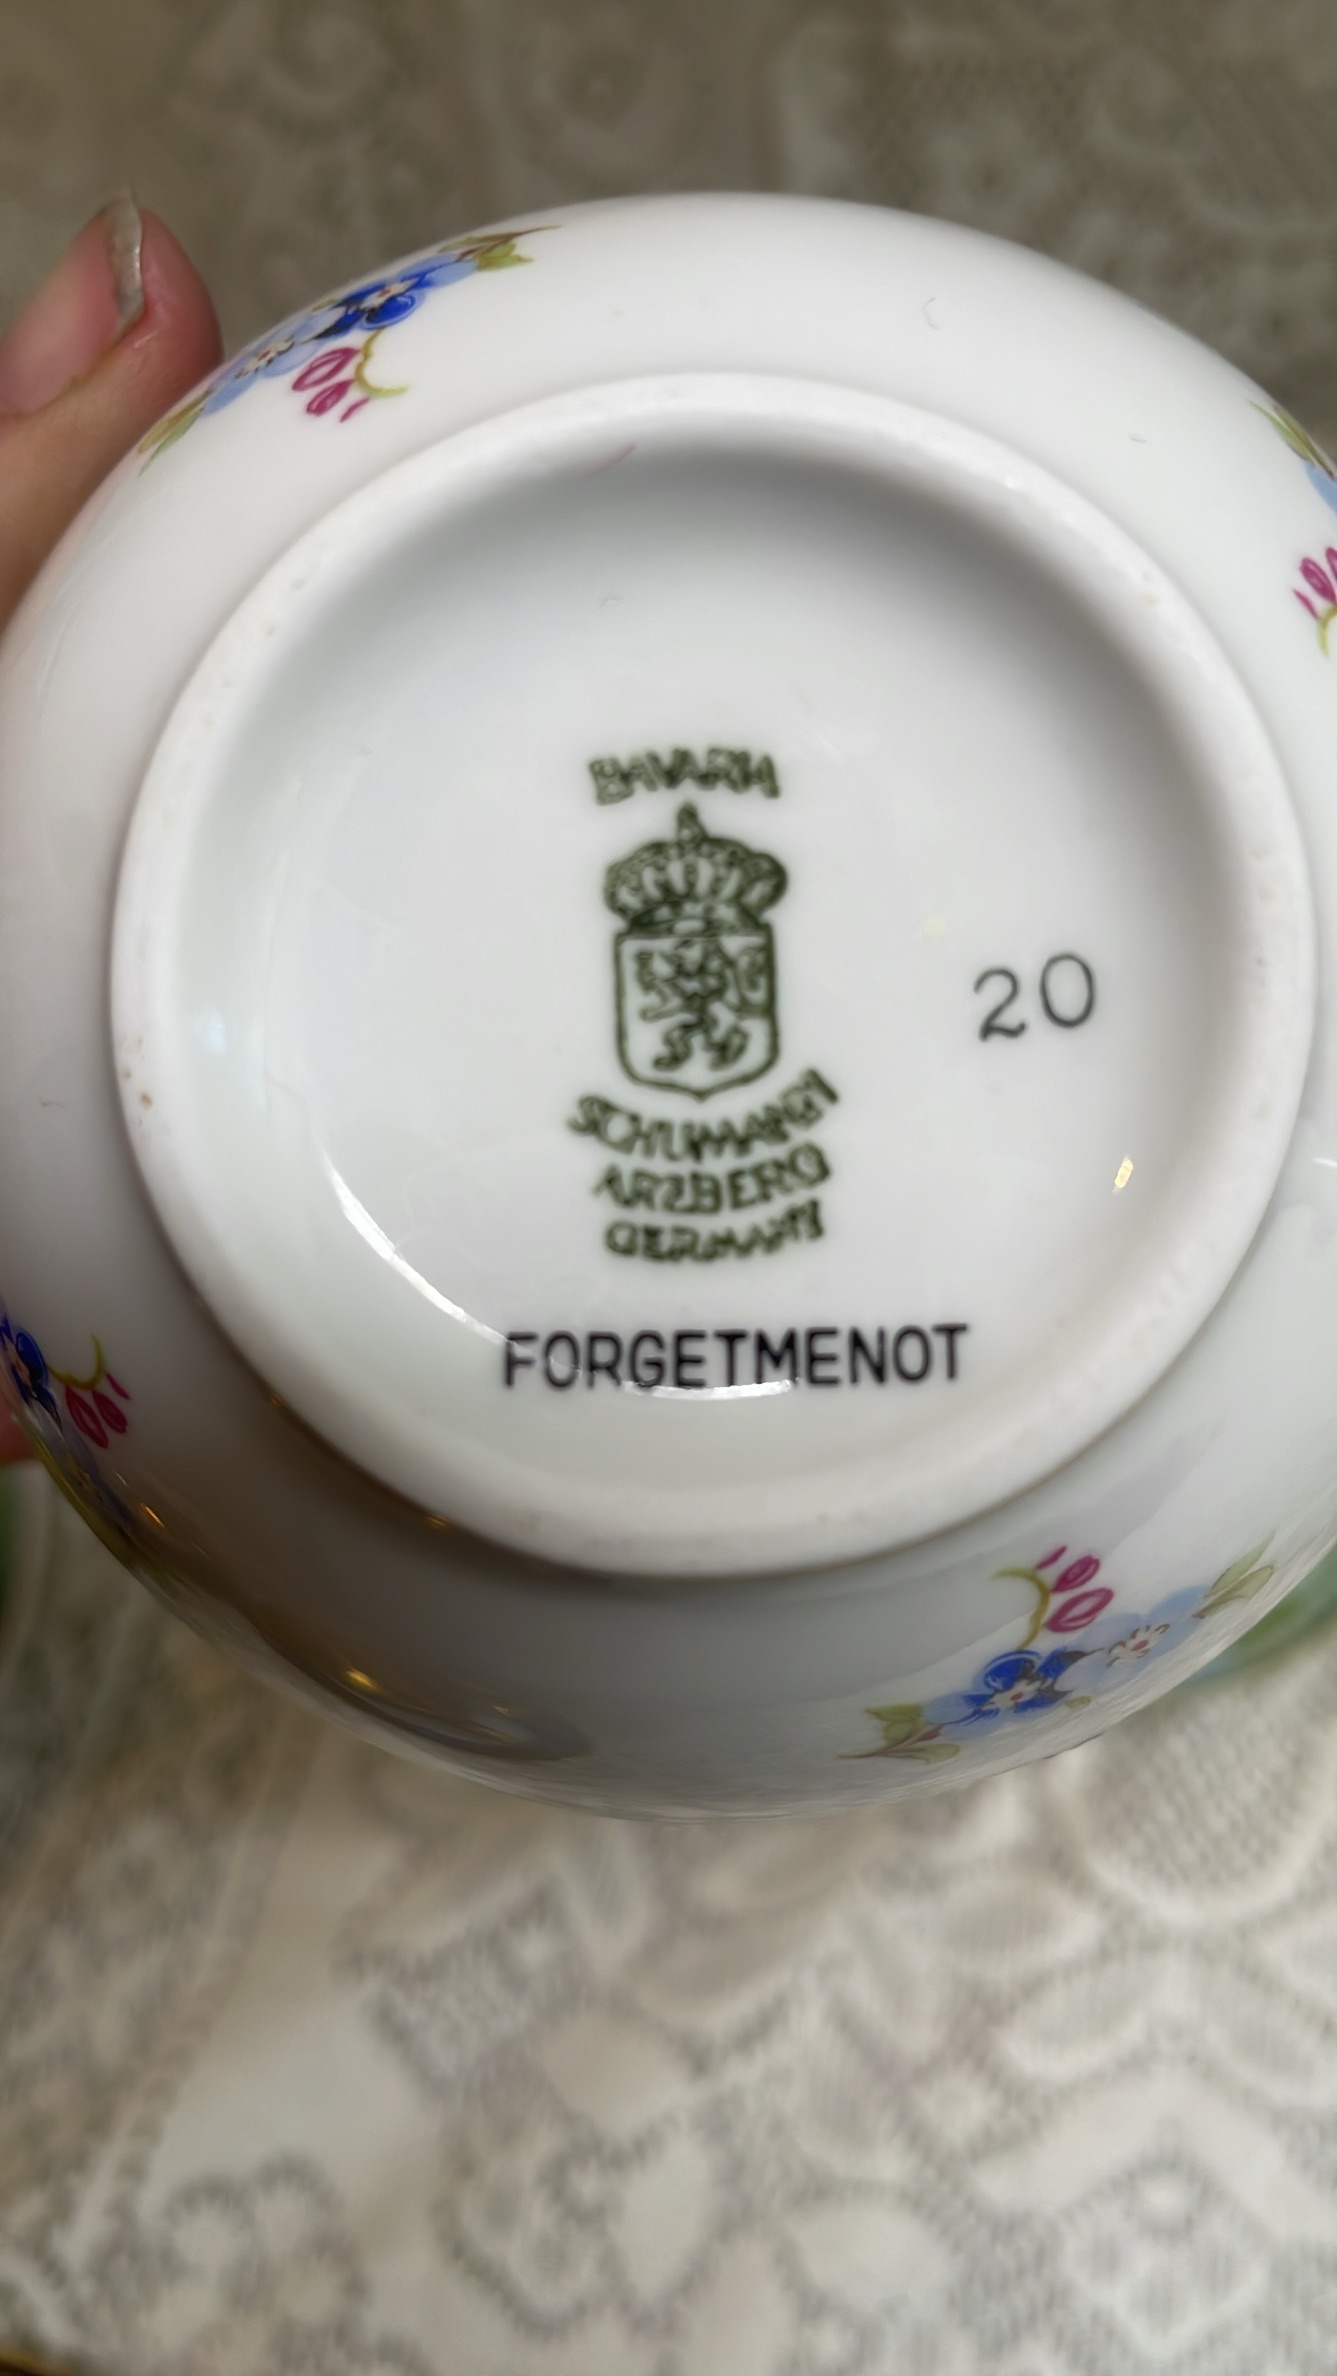 BAVARIA
20
SCHUMANN
ARZBERG
GERMANY
FORGETMENOT